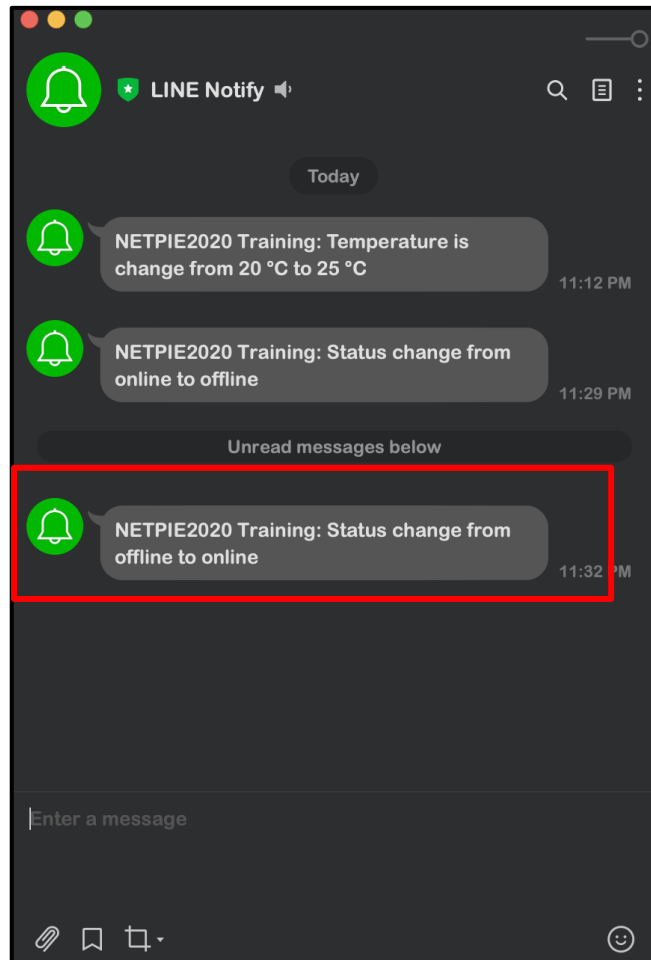 LINE Notify
Today
NETPIE2020 Training: Temperature is
change from 20 °C to 25 °C
11:12 PM
NETPIE2020 Training: Status change from
online to offline
11:29 PM
Unread messages below
NETPIE2020 Training: Status change from
offline to online
11:32 PM
Enter a message